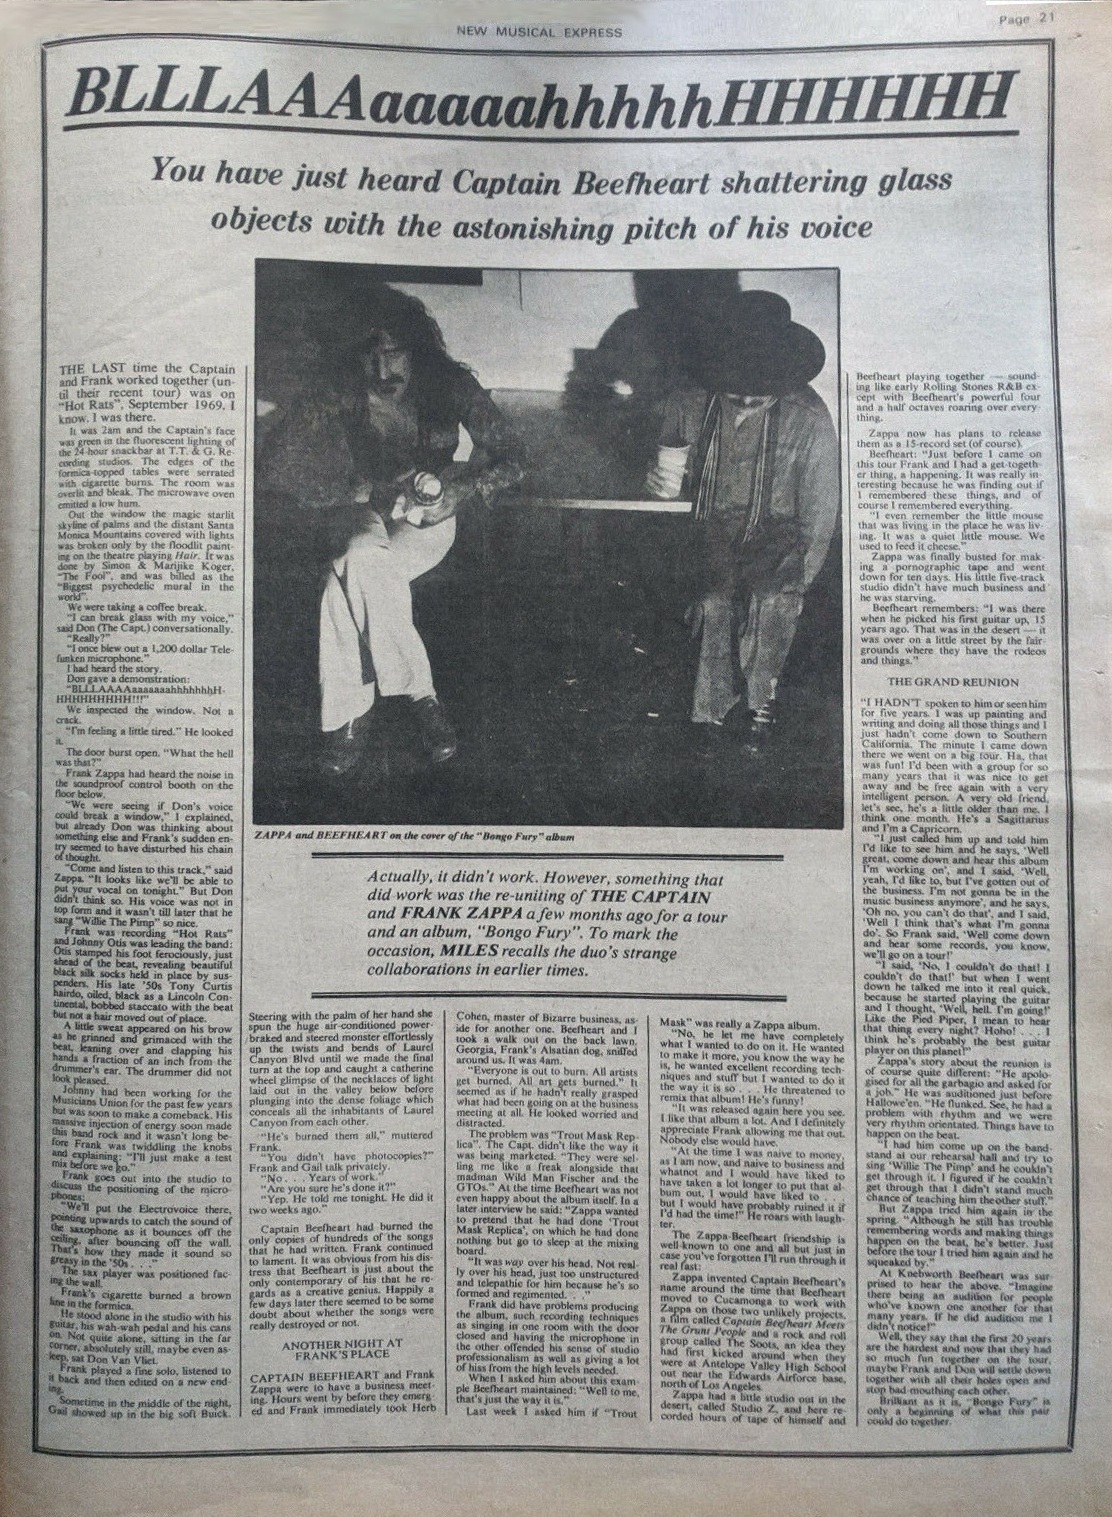 NEW MUSICAL EXPRESS
Page 21
BLLLAAAaaaaaahhhhhhHHHHHH
You have just heard Captain Beefheart shattering glass
objects with the astonishing pitch of his voice
ZAPPA and BEEFHEART on the cover of the "Bongo Fury" album
Actually, it didn't work. However, something that
did work was the re-uniting of THE CAPTAIN
and FRANK ZAPPA a few months ago for a tour
and an album, "Bongo Fury". To mark the
occasion, MILES recalls the duo's strange
collaborations in earlier times.
THE LAST time the Captain
and Frank worked together (un-
til their recent tour) was on
"Hot Rats", September 1969. I
know. I was there.
It was 2am and the Captain's face
was green in the fluorescent lighting of
the 24-hour snackbar at T.T. & G. Re-
cording studios. The edges of the
formica-topped tables were serrated
with cigarette burns. The room was
overlit and bleak. The microwave oven
emitted a low hum.
Out the window the magic starlit
skyline of palms and the distant Santa
Monica Mountains covered with lights
was broken only by the floodlit paint-
ing on the theatre playing Hair. It was
done by Simon & Marijke Koger,
"The Fool", and was billed as the
"Biggest psychedelic mural in the
world".
We were taking a coffee break.
"I can break glass with my voice,"
said Don (The Capt.) conversationally.
"Really?"
"I once blew out a 1,200 dollar Tele-
funken microphone."
I had heard the story.
Don gave a demonstration:
"BLLLAAAAaaaaaaahhhhhhhH-
HHHHHHHHH!!!"
We inspected the window. Not a
crack.
"I'm feeling a little tired." He looked
it.
The door burst open. "What the hell
was that?"
Frank Zappa had heard the noise in
the soundproof control booth on the
floor below.
"We were seeing if Don's voice
could break a window," I explained,
but already Don was thinking about
something else and Frank's sudden en-
try seemed to have disturbed his chain
of thought.
"Come and listen to this track," said
Zappa. "It looks like we'll be able to
put your vocal on tonight." But Don
didn't think so. His voice was not in
top form and it wasn't till later that he
sang "Willie The Pimp" so nice.
Frank was recording "Hot Rats"
and Johnny Otis was leading the band:
Otis stamped his foot ferociously, just
ahead of the beat, revealing beautiful
black silk socks held in place by sus-
penders. His late '50s Tony Curtis
hairdo, oiled, black as a Lincoln Con-
tinental, bobbed staccato with the beat
but not a hair moved out of place.
A little sweat appeared on his brow
as he grinned and grimaced with the
beat, leaning over and clapping his
hands a fraction of an inch from the
drummer's ear. The drummer did not
look pleased.
Johnny had been working for the
Musicians Union for the past few years
but was soon to make a comeback. His
massive injection of energy soon made
this band rock and it wasn't long be-
fore Frank was twiddling the knobs
and explaining: "I'll just make a test
mix before we go."
Frank goes out into the studio to
discuss the positioning of the micro-
phones:
"We'll put the Electrovoice there,
pointing upwards to catch the sound of
the saxophone as it bounces off the
ceiling, after bouncing off the wall.
That's how they made it sound so
greasy in the '50s . . ."
The sax player was positioned fac-
ing the wall.
Frank's cigarette burned a brown
line in the formica.
He stood alone in the studio with his
guitar, his wah-wah pedal and his cans
on. Not quite alone, sitting in the far
corner, absolutely still, maybe even as-
leep, sat Don Van Vliet.
Frank played a fine solo, listened to
it back and then edited on a new end-
ing.
Sometime in the middle of the night,
Gail showed up in the big soft Buick.
Steering with the palm of her hand she
spun the huge air-conditioned power-
braked and steered monster effortlessly
up the twists and bends of Laurel
Canyon Blvd until we made the final
turn at the top and caught a catherine
wheel glimpse of the necklaces of light
laid out in the valley below before
plunging into the dense foliage which
conceals all the inhabitants of Laurel
Canyon from each other.
"He's burned them all," muttered
Frank.
"You didn't have photocopies?"
Frank and Gail talk privately.
"No . . . Years of work.
"Are you sure he's done it?"
"Yep. He told me tonight. He did it
two weeks ago."
Captain Beefheart had burned the
only copies of hundreds of the songs
that he had written. Frank continued
to lament. It was obvious from his dis-
tress that Beefheart is just about the
only contemporary of his that he re-
gards as a creative genius. Happily a
few days later there seemed to be some
doubt about whether the songs were
really destroyed or not.
ANOTHER NIGHT AT
FRANK'S PLACE
CAPTAIN BEEFHEART and Frank
Zappa were to have a business meet-
ing. Hours went by before they emerg-
ed and Frank immediately took Herb
Cohen, master of Bizarre business, as-
ide for another one. Beefheart and I
took a walk out on the back lawn.
Georgia, Frank's Alsatian dog, sniffed
around us. It was 4am.
"Everyone is out to burn. All artists
get burned. All art gets burned." It
seemed as if he hadn't really grasped
what had been going on at the business
meeting at all. He looked worried and
distracted.
The problem was "Trout Mask Rep-
lica". The Capt. didn't like the way it
was being marketed. "They were sel-
ling me like a freak alongside that
madman Wild Man Fischer and the
GTOs." At the time Beefheart was not
even happy about the album itself. In a
later interview he said: "Zappa wanted
to pretend that he had done 'Trout
Mask Replica', on which he had done
nothing but go to sleep at the mixing
board.
"It was way over his head. Not real-
ly over his head, just too unstructured
and telepathic for him because he's so
formed and regimented. . ."
Frank did have problems producing
the album, such recording techniques
as singing in one room with the door
closed and having the microphone in
the other offended his sense of studio
professionalism as well as giving a lot
of hiss from the high levels needed.
When I asked him about this exam-
ple Beefheart maintained: "Well to me,
that's just the way it is."
Last week I asked him if "Trout
Mask" was really a Zappa album.
"No, he let me have completely
what I wanted to do on it. He wanted
to make it more, you know the way he
is, he wanted excellent recording tech-
niques and stuff but I wanted to do it
the way it is so . . . He threatened to
remix that album! He's funny!
"It was released again here you see.
I like that album a lot. And I definitely
appreciate Frank allowing me that out.
Nobody else would have.
"At the time I was naive to money,
as I am now, and naive to business and
whatnot and I would have liked to
have taken a lot longer to put that al-
bum out, I would have liked to . . .
but I would have probably ruined it if
I'd had the time!" He roars with laugh-
ter.
The Zappa-Beefheart friendship is
well-known to one and all but just in
case you've forgotten I'll run through it
real fast:
Zappa invented Captain Beefheart's
name around the time that Beefheart
moved to Cucamonga to work with
Zappa on those two unlikely projects,
a film called Captain Beefheart Meets
The Grunt People and a rock and roll
group called The Soots, an idea they
had first kicked around when they
were at Antelope Valley High School
out near the Edwards Airforce base,
north of Los Angeles.
Zappa had a little studio out in the
desert, called Studio Z, and here re-
corded hours of tape of himself and
Beefheart playing together — sound-
ing like early Rolling Stones R&B ex-
cept with Beefheart's powerful four
and a half octaves roaring over every-
thing.
Zappa now has plans to release
them as a 15-record set (of course).
Beefheart: "Just before I came on
this tour Frank and I had a get-togeth-
er thing, a happening. It was really in-
teresting because he was finding out if
I remembered these things, and of
course I remembered everything.
"I even remember the little mouse
that was living in the place he was liv-
ing. It was a quiet little mouse. We
used to feed it cheese."
Zappa was finally busted for mak-
ing a pornographic tape and went
down for ten days. His little five-track
studio didn't have much business and
he was starving.
Beefheart remembers: "I was there
when he picked his first guitar up, 15
years ago. That was in the desert — it
was over on a little street by the fair-
grounds where they have the rodeos
and things."
THE GRAND REUNION
"I HADN'T spoken to him or seen him
for five years. I was up painting and
writing and doing all those things and I
just hadn't come down to Southern
California. The minute I came down
there we went on a big tour. Ha, that
was fun! I'd been with a group for so
many years that it was nice to get
away and be free again with a very
intelligent person. A very old friend,
let's see, he's a little older than me. I
think one month. He's a Sagittarius
and I'm a Capricorn.
"I just called him up and told him
I'd like to see him and he says, 'Well
great, come down and hear this album
I'm working on', and I said, 'Well,
yeah, I'd like to, but I've gotten out of
the business. I'm not gonna be in the
music business anymore', and he says,
'Oh no, you can't do that', and I said,
'Well I think that's what I'm gonna
do'. So Frank said, 'Well come down
and hear some records, you know,
we'll go on a tour!'
"I said, 'No, I couldn't do that! I
couldn't do that!' but when I went
down he talked me into it real quick,
because he started playing the guitar
and I thought, 'Well, hell. I'm going!'
Like the Pied Piper, I mean to hear
that thing every night? Hoho! . . . I
think he's probably the best guitar
player on this planet!"
Zappa's story about the reunion is
of course quite different: "He apolo-
gised for all the garbagio and asked for
a job." He was auditioned just before
Hallowe'en. "He flunked. See, he had a
problem with rhythm and we were
very rhythm orientated. Things have to
happen on the beat.
"I had him come up on the band-
stand at our rehearsal hall and try to
sing 'Willie The Pimp' and he couldn't
get through it. I figured if he couldn't
get through that I didn't stand much
chance of teaching him the other stuff."
But Zappa tried him again in the
spring. "Although he still has trouble
remembering words and making things
happen on the beat, he's better. Just
before the tour I tried him again and he
squeaked by."
At Knebworth Beefheart was sur-
prised to hear the above. "Imagine
there being an audition for people
who've known one another for that
many years. If he did audition me I
didn't notice!"
Well, they say that the first 20 years
are the hardest and now that they had
so much fun together on the tour,
maybe Frank and Don will settle down
together with all their holes open and
stop bad-mouthing each other.
Brilliant as it is, "Bongo Fury" is
only a beginning of what this pair
could do together.